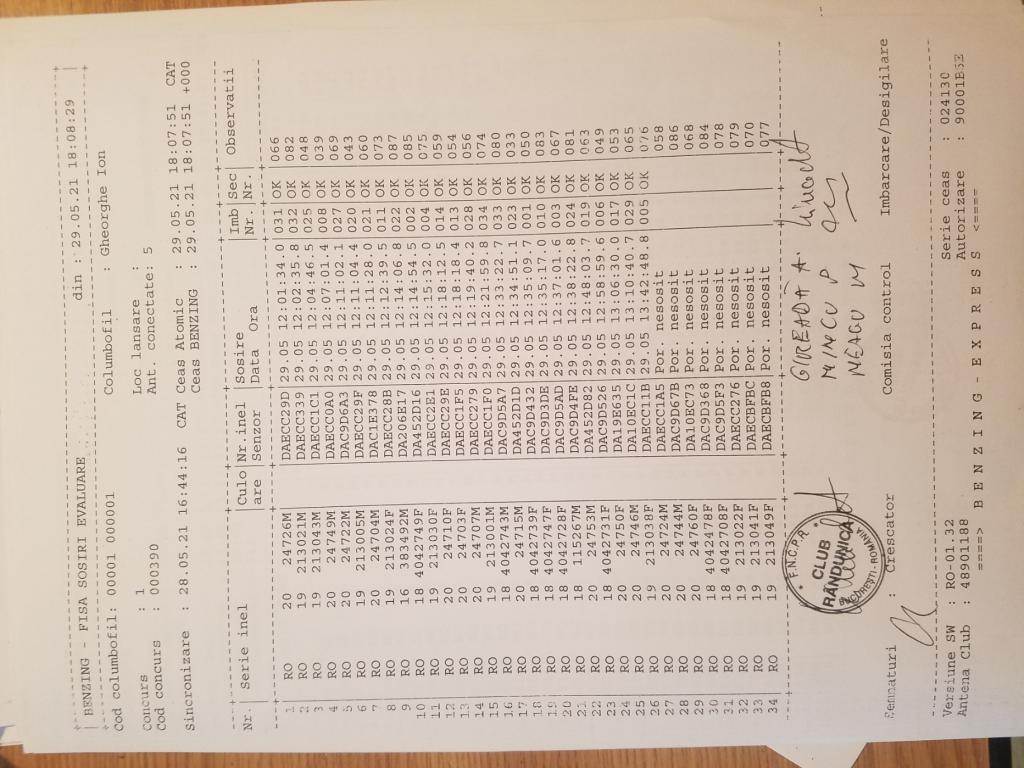 BENZING - FISA SOSIRI EVALUARE din : 29.05.21 18:08:29
Cod columbofil: 00001 000001 Columbofil : Gheorghe Ion
Concurs : 1 Loc lansare :
Cod concurs : 000390 Ant. conectate: 5
Sincronizare : 28.05.21 16:44:16 CAT Ceas Atomic : 29.05.21 18:07:51 CAT
Ceas BENZING : 29.05.21 18:07:51 +000
Nr. Serie inel Culo Nr.inel Sosire Imb Sec Observatii
are Senzor Data Ora Nr. Nr.
1 RO 20 24726M DAECC29D 29.05 12:01:34.0 031 OK 066
2 RO 19 213021M DAECC339 29.05 12:02:35.8 032 OK 082
3 RO 19 213043M DAECC1C1 29.05 12:04:46.5 025 OK 048
4 RO 20 24749M DAECC0A0 29.05 12:07:01.4 008 OK 039
5 RO 20 24722M DAC9D6A3 29.05 12:11:02.1 027 OK 069
6 RO 19 213005M DAECC29F 29.05 12:11:04.4 020 OK 043
7 RO 20 24704M DAC1E378 29.05 12:11:28.0 021 OK 060
8 RO 19 213024F DAECC28B 29.05 12:12:39.5 011 OK 073
9 RO 16 383492M DA206E17 29.05 12:14:06.8 022 OK 087
10 RO 18 4042749F DA452D16 29.05 12:14:54.5 002 OK 085
11 RO 19 213030F DAECC2E1 29.05 12:15:32.0 004 OK 075
12 RO 20 24710F DAECC29E 29.05 12:18:12.5 014 OK 059
13 RO 20 24703F DAECC1F5 29.05 12:18:18.4 013 OK 054
14 RO 20 24707M DAECC279 29.05 12:19:40.2 028 OK 056
15 RO 19 213001M DAECC1F0 29.05 12:21:59.8 034 OK 074
16 RO 18 4042743M DAC9D5A7 29.05 12:33:22.7 033 OK 080
17 RO 20 24715M DA452D1D 29.05 12:34:51.1 023 OK 033
18 RO 18 4042739F DAC9D432 29.05 12:35:09.7 001 OK 050
19 RO 18 4042747F DAC9D3DE 29.05 12:35:17.0 010 OK 083
20 RO 18 4042728F DAC9D5AD 29.05 12:37:01.6 003 OK 067
21 RO 18 115267M DAC9D4FE 29.05 12:38:22.8 024 OK 081
22 RO 20 24753M DA452D82 29.05 12:48:03.7 019 OK 063
23 RO 18 4042731F DAC9D526 29.05 12:58:59.6 006 OK 049
24 RO 20 24750F DA19E635 29.05 13:06:30.0 017 OK 053
25 RO 20 24746M DA10EC1C 29.05 13:10:40.7 029 OK 065
26 RO 19 213038F DAECC11B 29.05 13:42:48.8 005 OK 076
27 RO 20 24724M DAECC1A5 Por. nesosit 058
28 RO 20 24744M DAC9D67B Por. nesosit 086
29 RO 20 24760F DA10EC73 Por. nesosit 068
30 RO 18 4042478F DAC9D368 Por. nesosit 084
31 RO 18 4042708F DAC9D5F3 Por. nesosit 078
32 RO 19 213022F DAECC276 Por. nesosit 079
33 RO 19 213041F DAECBFBC Por. nesosit 070
34 RO 19 213049F DAECBFB8 Por. nesosit 077
* F.N.C.P.R. *
CLUB
RÂNDUNICA
BUCUREȘTI-ROMANIA
MINCU P
NEAGU M
Semnaturi : Crescator Comisia control Imbarcare/Desigilare
Versiune SW : RO-01.32 Serie ceas : 024130
Antena Club : 48901188 Autorizare : 90001B5E
====> B E N Z I N G - E X P R E S S <====